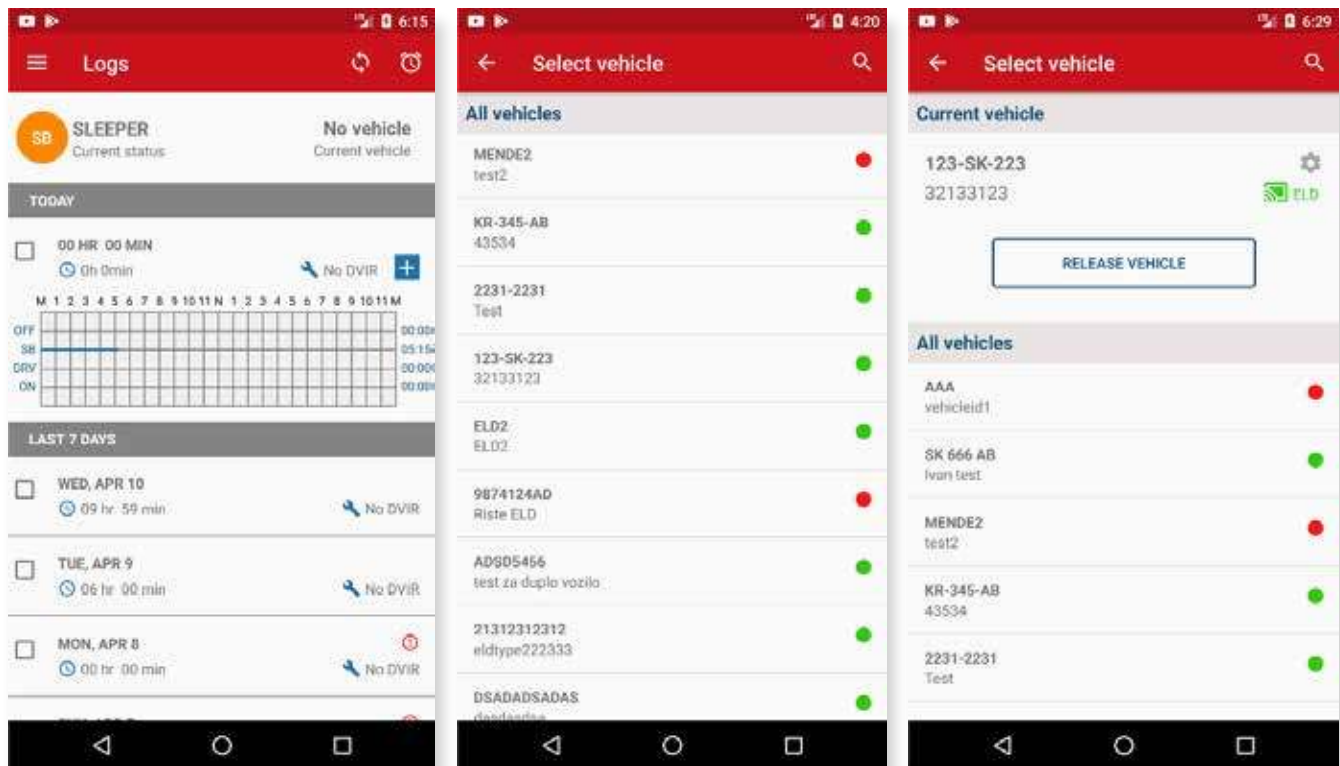 6:15
Logs
SB
SLEEPER
Current status
No vehicle
Current vehicle
TODAY
00 HR 00 MIN
0h 0min
No DVIR
M 1 2 3 4 5 6 7 8 9 10 11 N 1 2 3 4 5 6 7 8 9 10 11 M
OFF
00:00
SB
05:15
DRV
00:00
ON
00:00
LAST 7 DAYS
WED, APR 10
09 hr 59 min
No DVIR
TUE, APR 9
06 hr 00 min
No DVIR
MON, APR 8
00 hr 00 min
No DVIR
4:20
Select vehicle
All vehicles
MENDE2
test2
KR-345-AB
43534
2231-2231
Test
123-SK-223
32133123
ELD2
ELD2
9874124AD
Riste ELD
ADSD5456
test za duplo vozilo
21312312312
eldtype222333
DSADADSADAS
6:29
Select vehicle
Current vehicle
123-SK-223
32133123
ELD
RELEASE VEHICLE
All vehicles
AAA
vehicleid1
SK 666 AB
Ivan test
MENDE2
test2
KR-345-AB
43534
2231-2231
Test